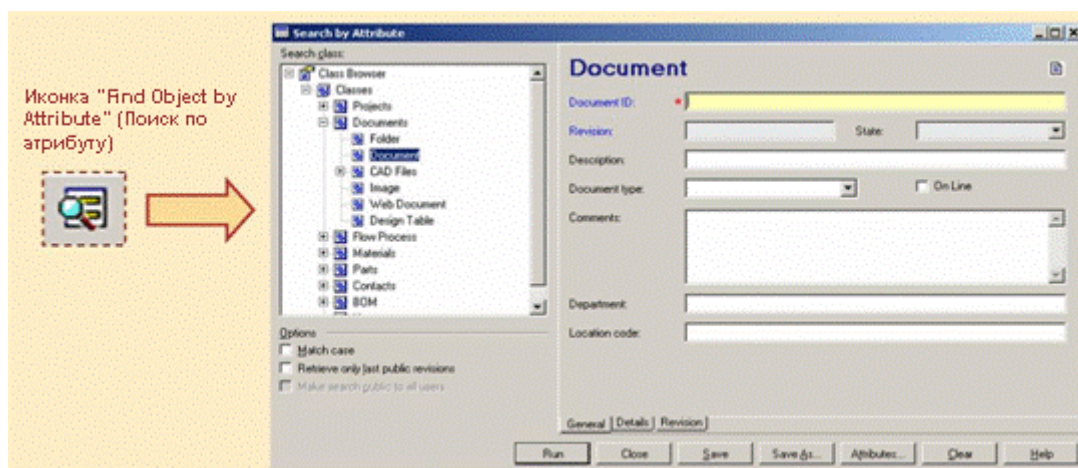 Иконка "Find Object by
Attribute" (Поиск по
атрибуту)
Search by Attribute
Search class:
Class Browser
Classes
Projects
Documents
Folder
Document
CAD Files
Image
Web Document
Design Table
Flow Process
Materials
Parts
Contacts
BOM
Options
Match case
Retrieve only last public revisions
Make search public to all users
Document
Document ID:
Revision: State:
Description:
Document type: On Line
Comments:
Department:
Location code:
General Details Revision
Run Close Save Save As... Attributes... Clear Help